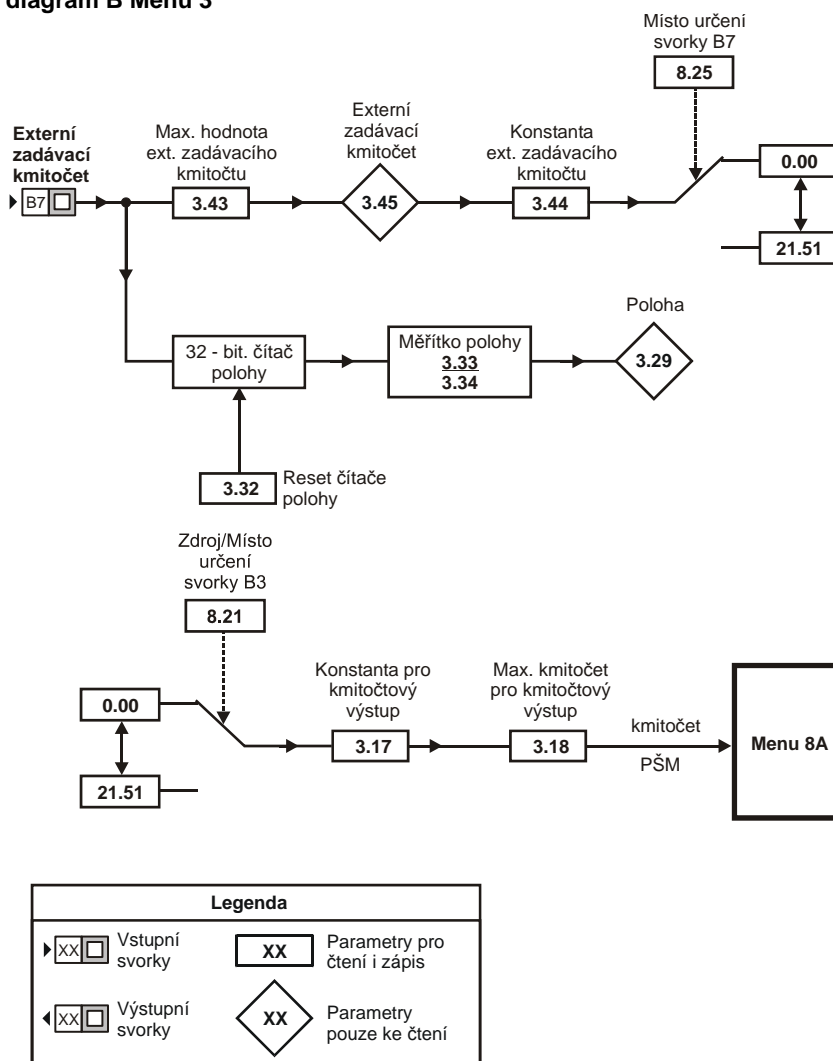 diagram B Menu 3
Místo určení
svorky B7
8.25
Externí
zadávací
kmitočet
B7
Max. hodnota
ext. zadávacího
kmitočtu
3.43
Externí
zadávací
kmitočet
3.45
Konstanta
ext. zadávacího
kmitočtu
3.44
0.00
21.51
32 - bit. čítač
polohy
Měřítko polohy
3.33
3.34
Poloha
3.29
3.32
Reset čítače
polohy
Zdroj/Místo
určení
svorky B3
8.21
0.00
21.51
Konstanta pro
kmitočtový
výstup
3.17
Max. kmitočet
pro kmitočtový
výstup
3.18
kmitočet
PŠM
Menu 8A
Legenda
XX
Vstupní
svorky
XX
Parametry pro
čtení i zápis
XX
Výstupní
svorky
XX
Parametry
pouze ke čtení